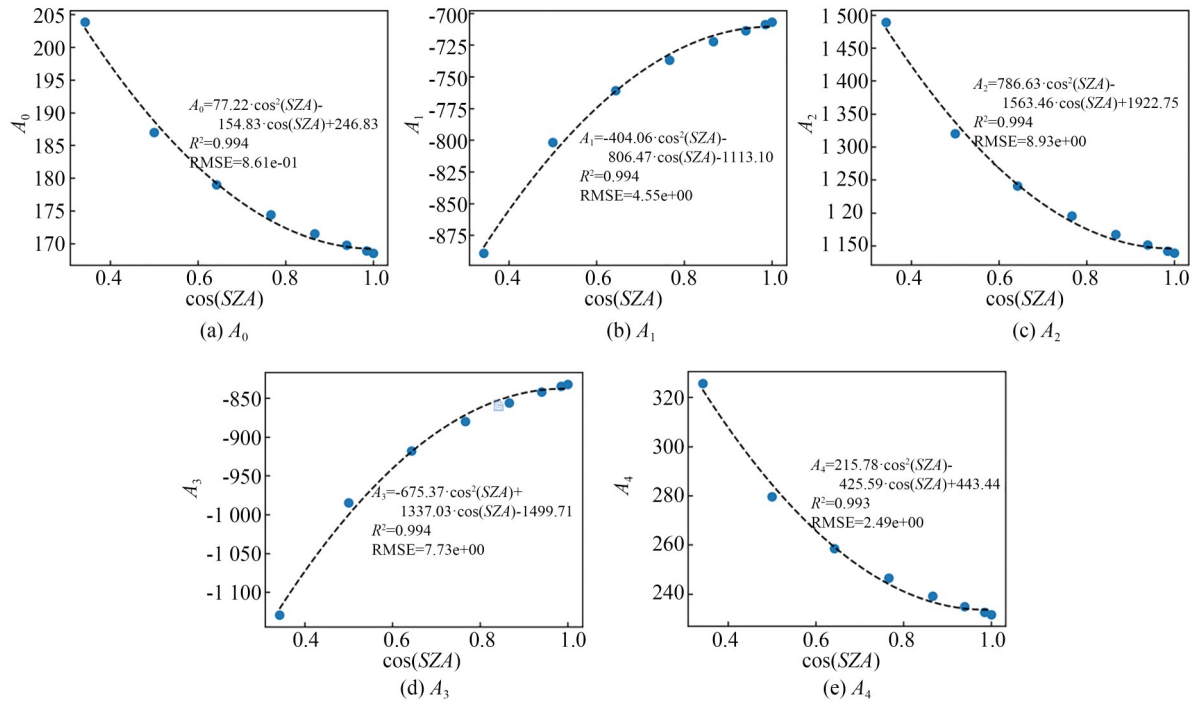 205
200
195
190
185
180
175
170
A0
A0=77.22·cos²(SZA)-
154.83·cos(SZA)+246.83
R²=0.994
RMSE=8.61e-01
0.4 0.6 0.8 1.0
cos(SZA)
(a) A0
-700
-725
-750
-775
-800
-825
-850
-875
A1
A1=-404.06·cos²(SZA)-
806.47·cos(SZA)-1113.10
R²=0.994
RMSE=4.55e+00
0.4 0.6 0.8 1.0
cos(SZA)
(b) A1
1 500
1 450
1 400
1 350
1 300
1 250
1 20
1 150
A2
A2=786.63·cos²(SZA)-
1563.46·cos(SZA)+1922.75
R²=0.994
RMSE=8.93e+00
0.4 0.6 0.8 1.0
cos(SZA)
(c) A2
-850
-900
-950
-1 000
-1 050
-1 100
A3
A3=-675.37·cos²(SZA)+
1337.03·cos(SZA)-1499.71
R²=0.994
RMSE=7.73e+00
0.4 0.6 0.8 1.0
cos(SZA)
(d) A3
320
300
280
260
240
A4
A4=215.78·cos²(SZA)-
425.59·cos(SZA)+443.44
R²=0.993
RMSE=2.49e+00
0.4 0.6 0.8 1.0
cos(SZA)
(e) A4